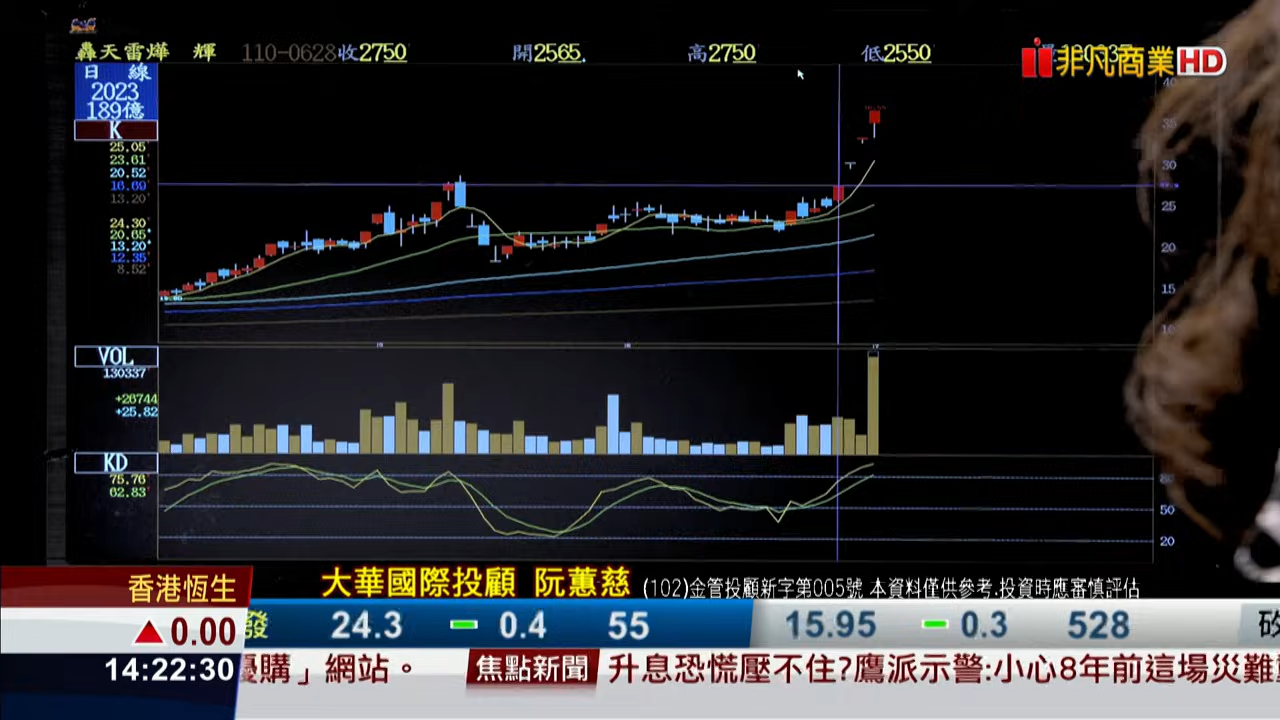 轟天雷燁 輝 110-0628 收2750 開2565 高2750 低2550
非凡商業HD
日 線
2023
189億
K
25.05
23.61
20.52
16.69
13.20
24.30
20.65
13.20
12.35
8.52
40
35
30
25
20
15
10
VOL
130337
+26744
+25.82
KD
75.76
62.83
80
50
20
香港恆生
大華國際投顧 阮蕙慈 (102)金管投顧新字第005號 本資料僅供參考.投資時應審慎評估
0.00
發 24.3 0.4 55 15.95 0.3 528
14:22:30
優購」網站。 焦點新聞 升息恐慌壓不住?鷹派示警:小心8年前這場災難